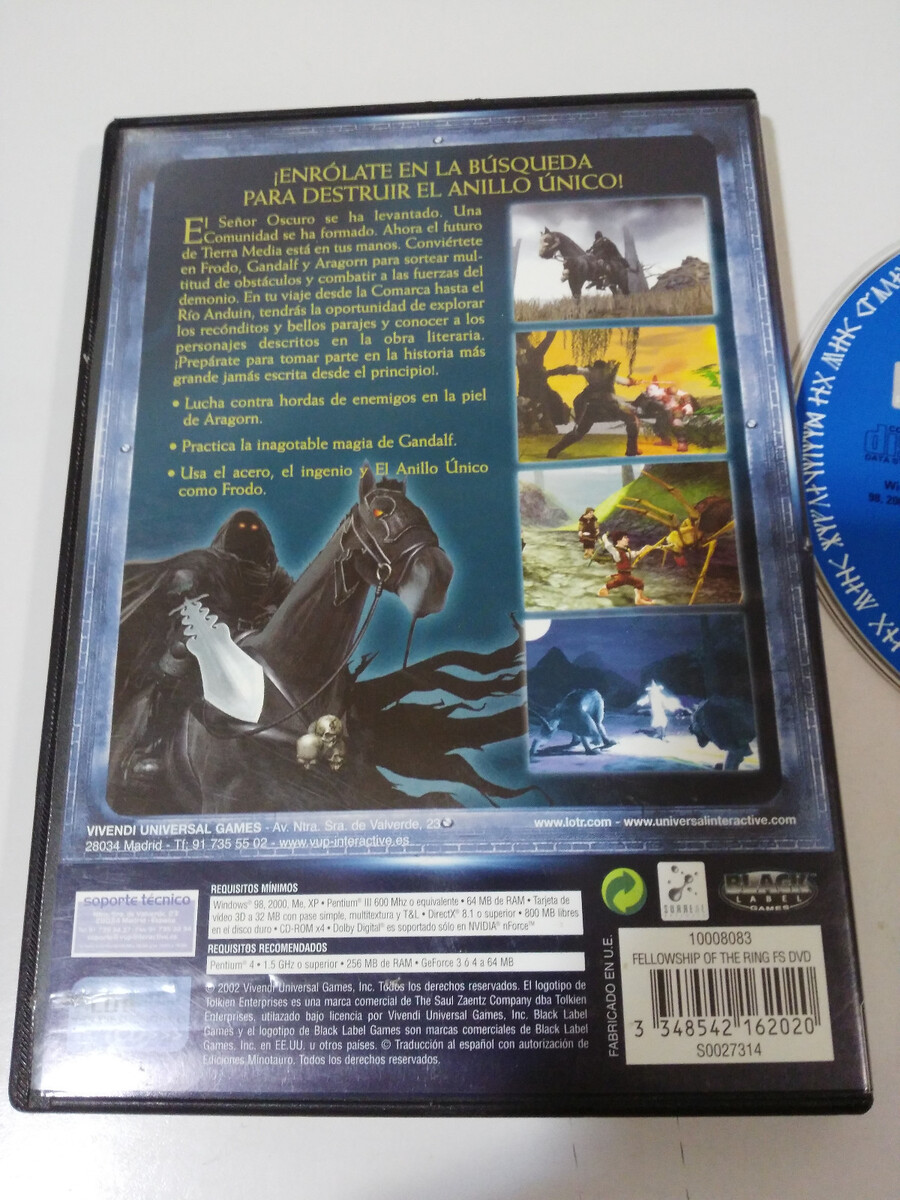 ¡ENRÓLATE EN LA BÚSQUEDA
PARA DESTRUIR EL ANILLO ÚNICO!
El Señor Oscuro se ha levantado. Una
Comunidad se ha formado. Ahora el futuro
de Tierra Media está en tus manos. Conviértete
en Frodo, Gandalf y Aragorn para sortear mul-
titud de obstáculos y combatir a las fuerzas del
demonio. En tu viaje desde la Comarca hasta el
Río Anduin, tendrás la oportunidad de explorar
los recónditos y bellos parajes y conocer a los
personajes descritos en la obra literaria.
¡Prepárate para tomar parte en la historia más
grande jamás escrita desde el principio!.
• Lucha contra hordas de enemigos en la piel
de Aragorn.
• Practica la inagotable magia de Gandalf.
• Usa el acero, el ingenio y El Anillo Único
como Frodo.
VIVENDI UNIVERSAL GAMES - Av. Ntra. Sra. de Valverde, 23
28034 Madrid - Tf: 91 735 55 02 - www.vup-interactive.es
www.lotr.com - www.universalinteractive.com
soporte técnico
REQUISITOS MÍNIMOS
Windows® 98, 2000, Me, XP • Pentium® III 600 Mhz o equivalente • 64 MB de RAM • Tarjeta de
vídeo 3D a 32 MB con pase simple, multitextura y T&L • DirectX® 8.1 o superior • 800 MB libres
en el disco duro • CD-ROM x4 • Dolby Digital® es soportado sólo en NVIDIA® nForce™
REQUISITOS RECOMENDADOS
Pentium® 4 • 1.5 GHz o superior • 256 MB de RAM • GeForce 3 ó 4 a 64 MB
© 2002 Vivendi Universal Games, Inc. Todos los derechos reservados. El logotipo de
Tolkien Enterprises es una marca comercial de The Saul Zaentz Company dba Tolkien
Enterprises, utilazado bajo licencia por Vivendi Universal Games, Inc. Black Label
Games y el logotipo de Black Label Games son marcas comerciales de Black Label
Games. Inc. en EE.UU. u otros países. © Traducción al español con autorización de
Ediciones Minotauro. Todos los derechos reservados.
SURREAL
BLACK
LABEL
GAMES
FABRICADO EN U.E.
10008083
FELLOWSHIP OF THE RING FS DVD
3 348542 162020
S0027314